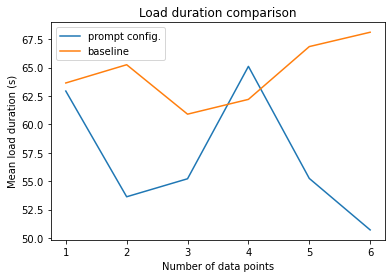 Load duration comparison
prompt config.
baseline
Mean load duration (s)
67.5
65.0
62.5
60.0
57.5
55.0
52.5
50.0
1 2 3 4 5 6
Number of data points